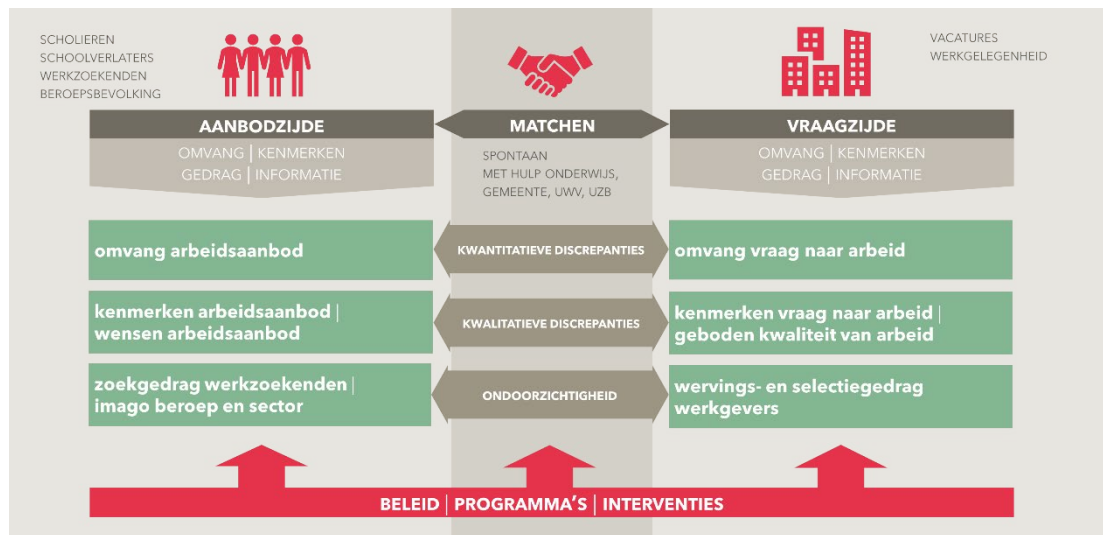 SCHOLIEREN
SCHOOLVERLATERS
WERKZOEKENDEN
BEROEPSBEVOLKING
VACATURES
WERKGELEGENHEID
AANBODZIJDE
MATCHEN
VRAAGZIJDE
OMVANG | KENMERKEN
GEDRAG | INFORMATIE
SPONTAAN
MET HULP ONDERWIJS,
GEMEENTE, UWV, UZB
OMVANG | KENMERKEN
GEDRAG | INFORMATIE
omvang arbeidsaanbod
KWANTITATIEVE DISCREPANTIES
omvang vraag naar arbeid
kenmerken arbeidsaanbod |
wensen arbeidsaanbod
KWALITATIEVE DISCREPANTIES
kenmerken vraag naar arbeid |
geboden kwaliteit van arbeid
zoekgedrag werkzoekenden |
imago beroep en sector
ONDOORZICHTIGHEID
wervings- en selectiegedrag
werkgevers
BELEID | PROGRAMMA'S | INTERVENTIES